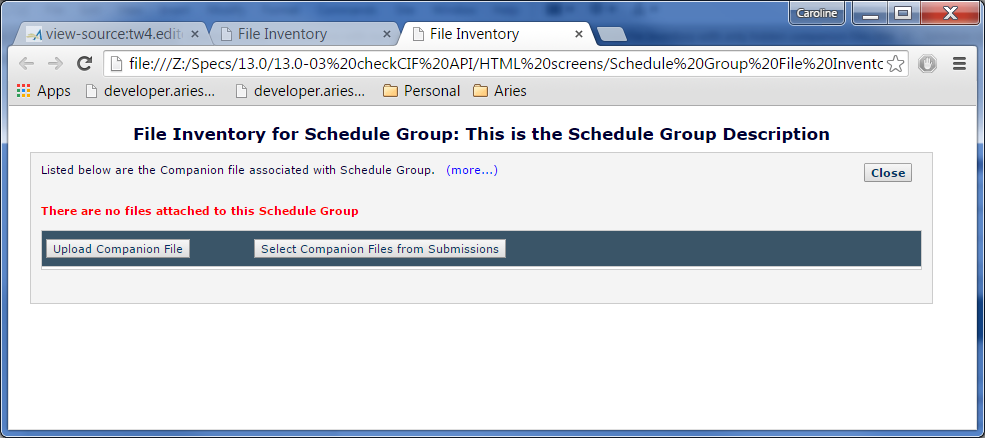 Caroline
view-source:tw4.edit
File Inventory
File Inventory
file:///Z:/Specs/13.0/13.0-03%20checkCIF%20API/HTML%20screens/Schedule%20Group%20File%20Invento
Apps developer.aries... developer.aries... Personal Aries
File Inventory for Schedule Group: This is the Schedule Group Description
Listed below are the Companion file associated with Schedule Group. (more...)
Close
There are no files attached to this Schedule Group
Upload Companion File Select Companion Files from Submissions